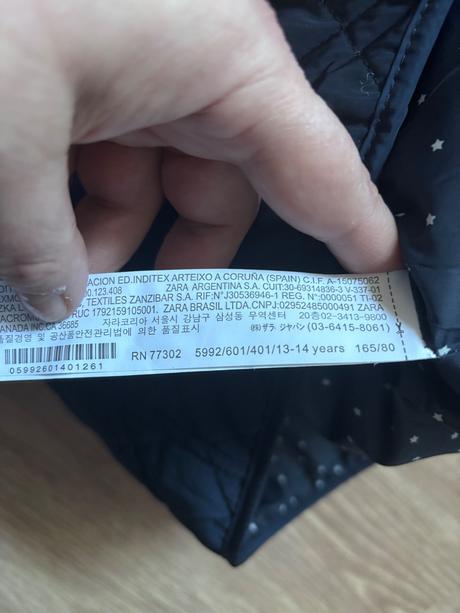 ACION ED.INDITEX ARTEIXO A CORUÑA (SPAIN) C.I.F. A-15075062
0.123.408 ZARA ARGENTINA S.A. CUIT:30-69314836-3 V-337-01
TEXTILES ZANZIBAR S.A. RIF:N°J30536946-1 REG. N°:0000051 TI-02
RUC 1792159105001. ZARA BRASIL LTDA.CNPJ:02952485000491 ZARA
ANADA INC.CA 36685 자라코리아 서울시 강남구 삼성동 우역센터 20층 02-3413-9800
품질경영 및 공산품안전관리법에 의한 품질표시 ㈱ザラ ジャパン (03-6415-8061)
RN 77302 5992/601/401/13-14 years 165/80
05992601401261